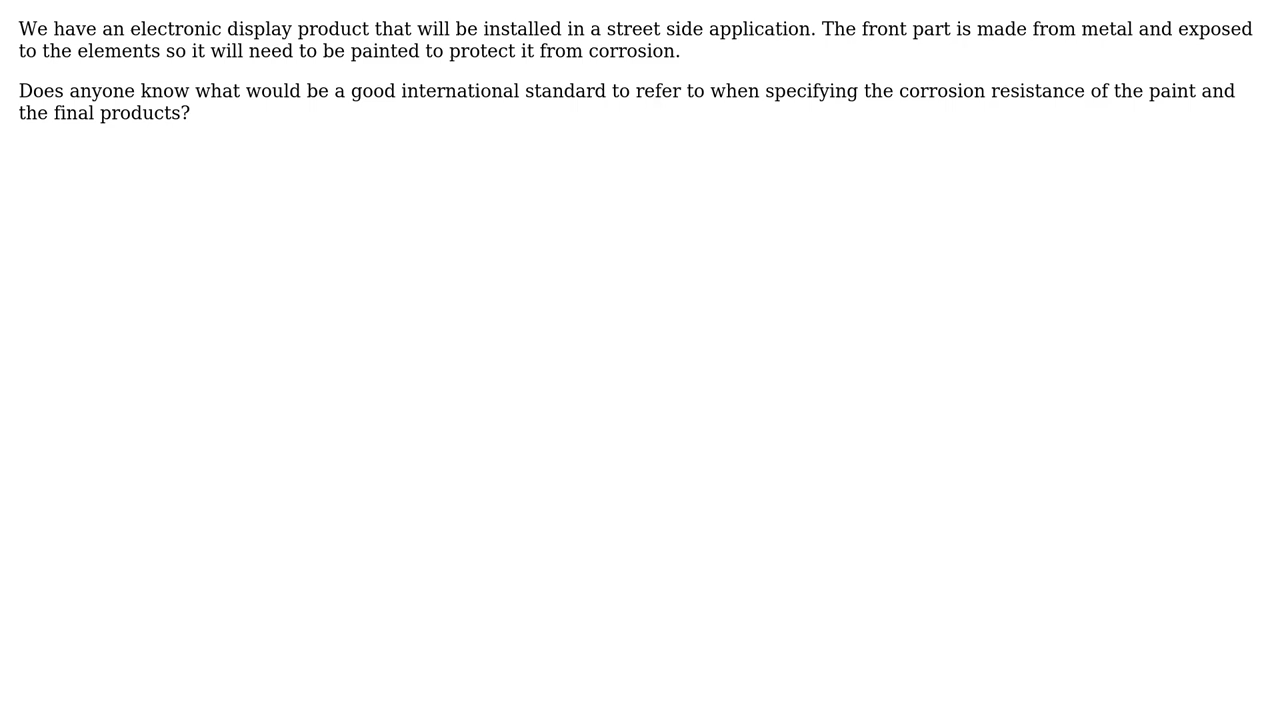 We have an electronic display product that will be installed in a street side application. The front part is made from metal and exposed
to the elements so it will need to be painted to protect it from corrosion.
Does anyone know what would be a good international standard to refer to when specifying the corrosion resistance of the paint and
the final products?